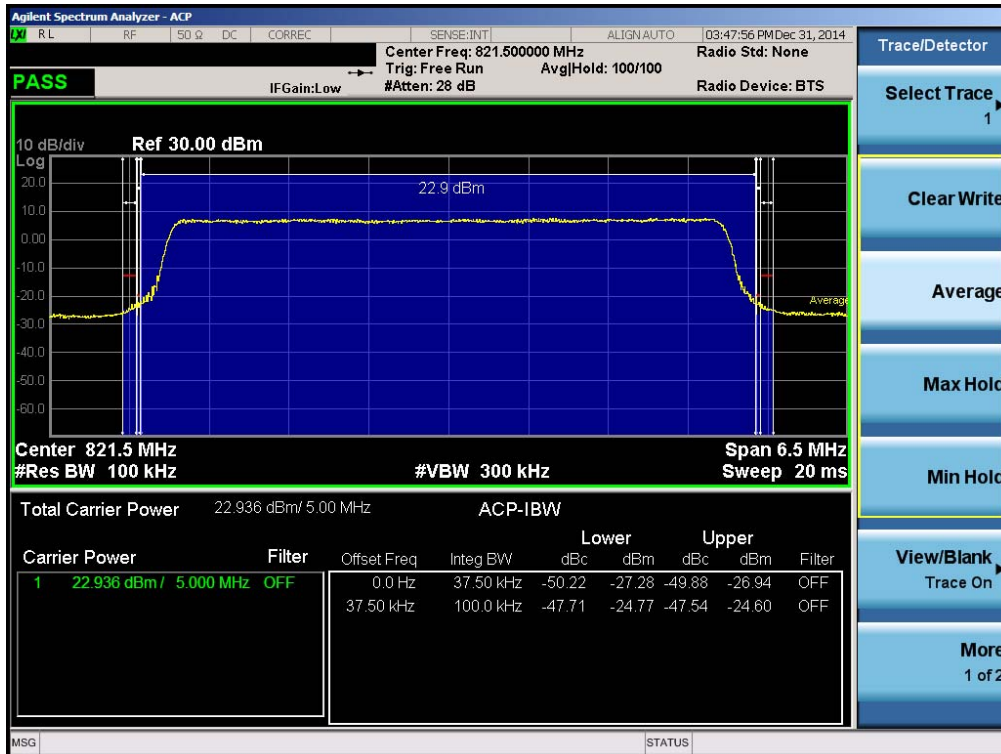 Agilent Spectrum Analyzer - ACP
LXI RL RF 50 Ω DC CORREC SENSE:INT ALIGN AUTO 03:47:56 PM Dec 31, 2014
Center Freq: 821.500000 MHz Radio Std: None
Trig: Free Run Avg|Hold: 100/100
PASS IFGain:Low #Atten: 28 dB Radio Device: BTS
10 dB/div Ref 30.00 dBm
Log
20.0
22.9 dBm
10.0
0.00
-10.0
-20.0
Average
-30.0
-40.0
-50.0
-60.0
Center 821.5 MHz Span 6.5 MHz
#Res BW 100 kHz #VBW 300 kHz Sweep 20 ms
Total Carrier Power 22.936 dBm/ 5.00 MHz ACP-IBW
Lower Upper
Carrier Power Filter Offset Freq Integ BW dBc dBm dBc dBm Filter
1 22.936 dBm / 5.000 MHz OFF 0.0 Hz 37.50 kHz -50.22 -27.28 -49.88 -26.94 OFF
37.50 kHz 100.0 kHz -47.71 -24.77 -47.54 -24.60 OFF
MSG STATUS
Trace/Detector
Select Trace
1
Clear Write
Average
Max Hold
Min Hold
View/Blank
Trace On
More
1 of 2